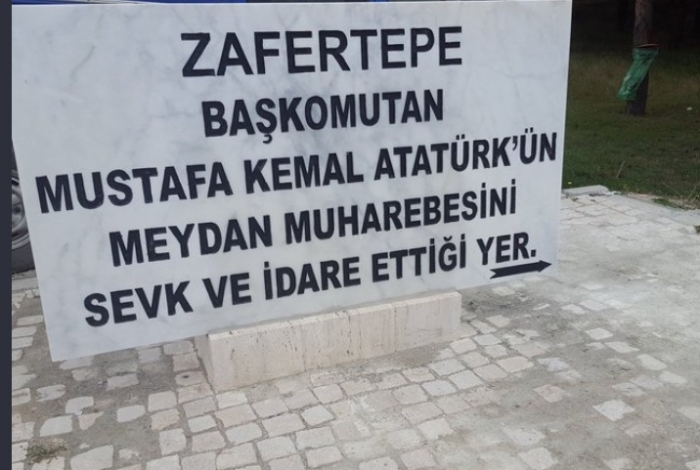 ZAFERTEPE
BAŞKOMUTAN
MUSTAFA KEMAL ATATÜRK'ÜN
MEYDAN MUHAREBESİNİ
SEVK VE İDARE ETTİĞİ YER.